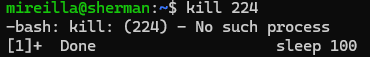 mireilla@sherman:~$ kill 224
-bash: kill: (224) - No such process
[1]+  Done                    sleep 100